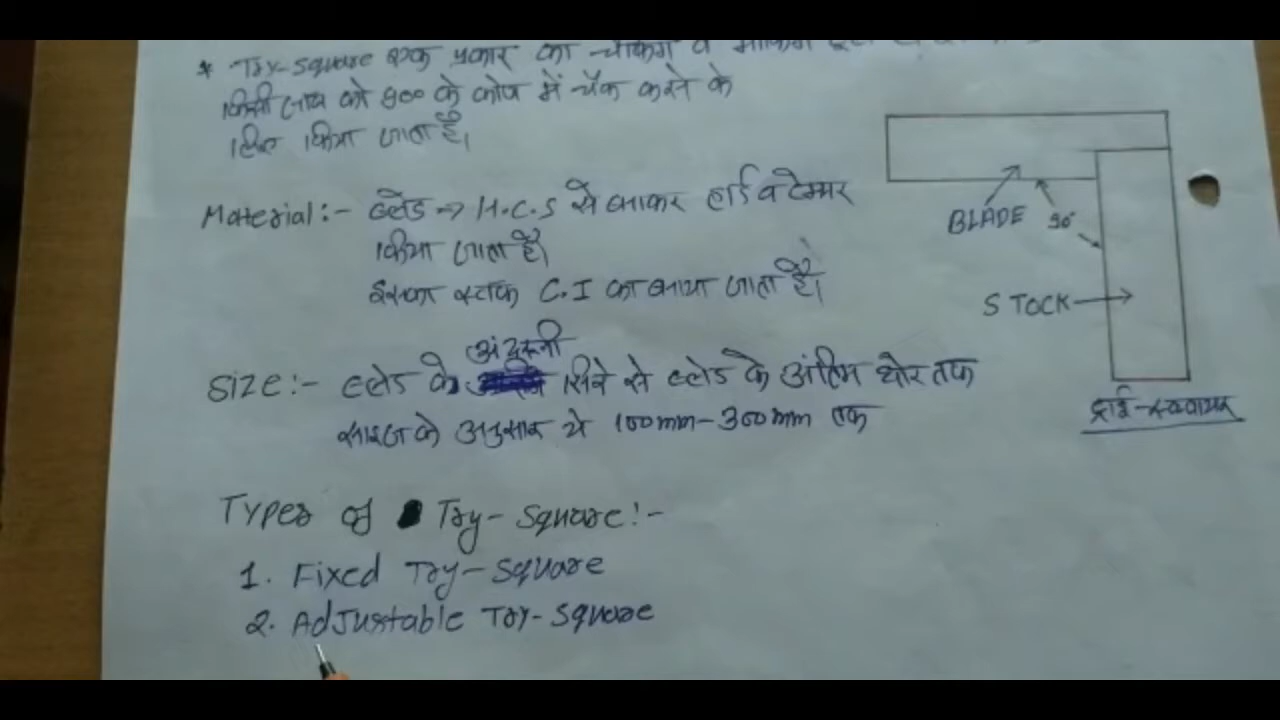 * Try-Square एक प्रकार का चैकिंग व मार्किंग टूल
किसी जाब को 90° के कोण में चैक करने के
लिए किया जाता है।
Material:- ब्लेड → H.C.S से बनाकर हार्ड व टेम्पर
किया जाता है।
इसका स्टाक C.I का बनाया जाता है।
अंदरूनी
Size:- ब्लेड के सिरे से ब्लेड के अंतिम छोर तक
साइज के अनुसार ये 100mm-300mm तक
Types of Try-Square:-
1. Fixed Try-Square
2. Adjustable Try-Square
BLADE 90°
STOCK
ट्राई-स्क्वायर